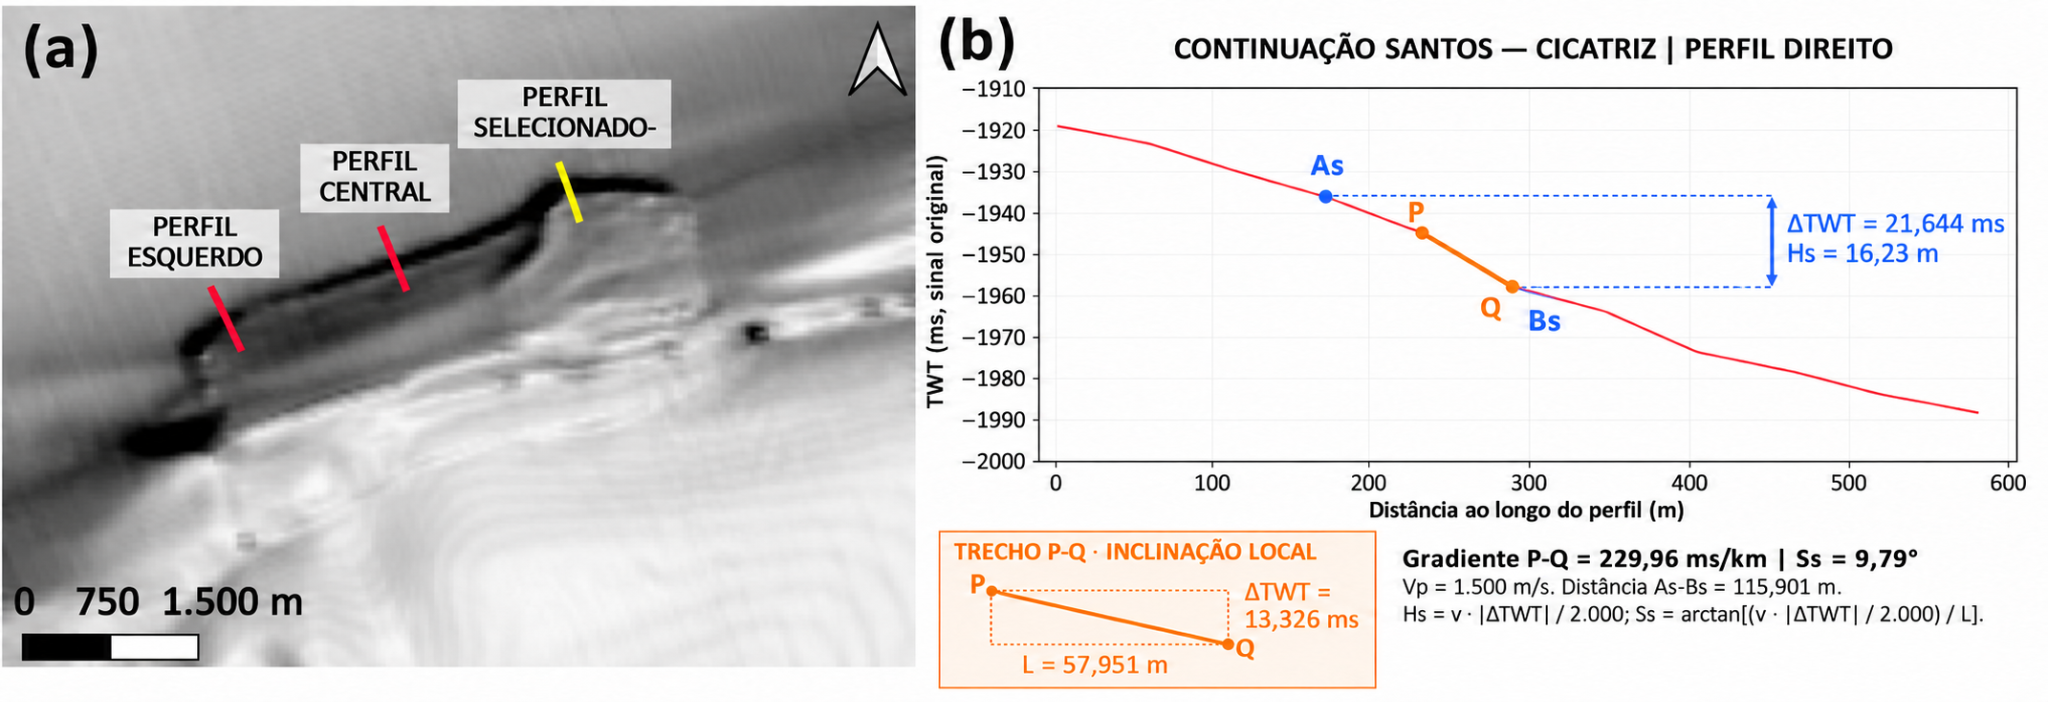 (a)
PERFIL
SELECIONADO-
PERFIL
CENTRAL
PERFIL
ESQUERDO
0 750 1.500 m
(b)
CONTINUAÇÃO SANTOS — CICATRIZ | PERFIL DIREITO
TWT (ms, sinal original)
−1910
−1920
−1930
−1940
−1950
−1960
−1970
−1980
−1990
−2000
As
P
Q
Bs
ΔTWT = 21,644 ms
Hs = 16,23 m
0 100 200 300 400 500 600
Distância ao longo do perfil (m)
TRECHO P-Q · INCLINAÇÃO LOCAL
P
ΔTWT =
13,326 ms
Q
L = 57,951 m
Gradiente P-Q = 229,96 ms/km | Ss = 9,79°
Vp = 1.500 m/s. Distância As-Bs = 115,901 m.
Hs = v · |ΔTWT| / 2.000; Ss = arctan[(v · |ΔTWT| / 2.000) / L].